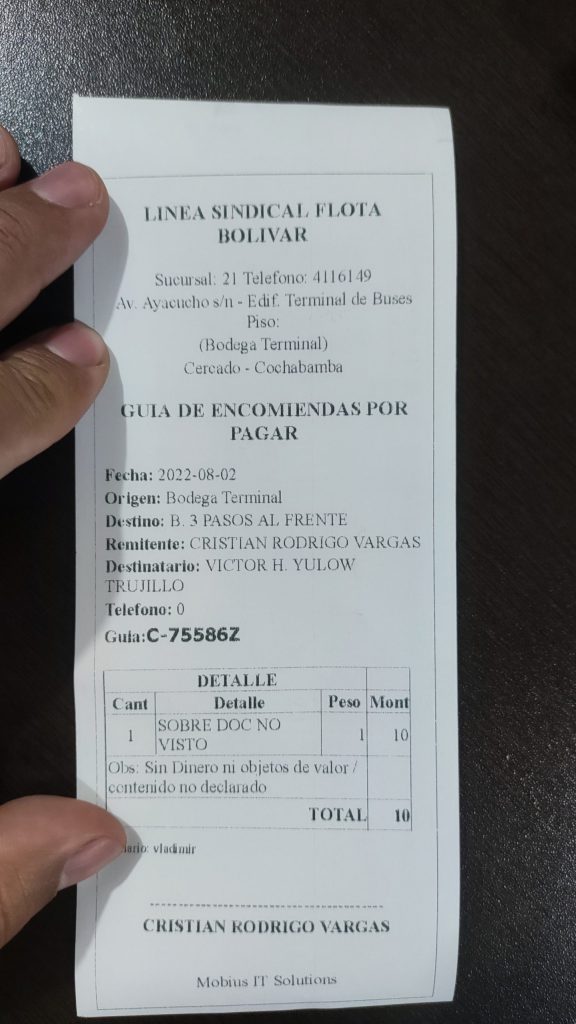 LINEA SINDICAL FLOTA
BOLIVAR
Sucursal: 21 Telefono: 4116149
Av. Ayacucho s/n - Edif. Terminal de Buses
Piso:
(Bodega Terminal)
Cercado - Cochabamba
GUIA DE ENCOMIENDAS POR
PAGAR
Fecha: 2022-08-02
Origen: Bodega Terminal
Destino: B. 3 PASOS AL FRENTE
Remitente: CRISTIAN RODRIGO VARGAS
Destinatario: VICTOR H. YULOW
TRUJILLO
Telefono: 0
Guia:C-75586Z
DETALLE
Cant Detalle Peso Mont
1 SOBRE DOC NO VISTO 1 10
Obs: Sin Dinero ni objetos de valor /
contenido no declarado
TOTAL 10
vladimir
CRISTIAN RODRIGO VARGAS
Mobius IT Solutions